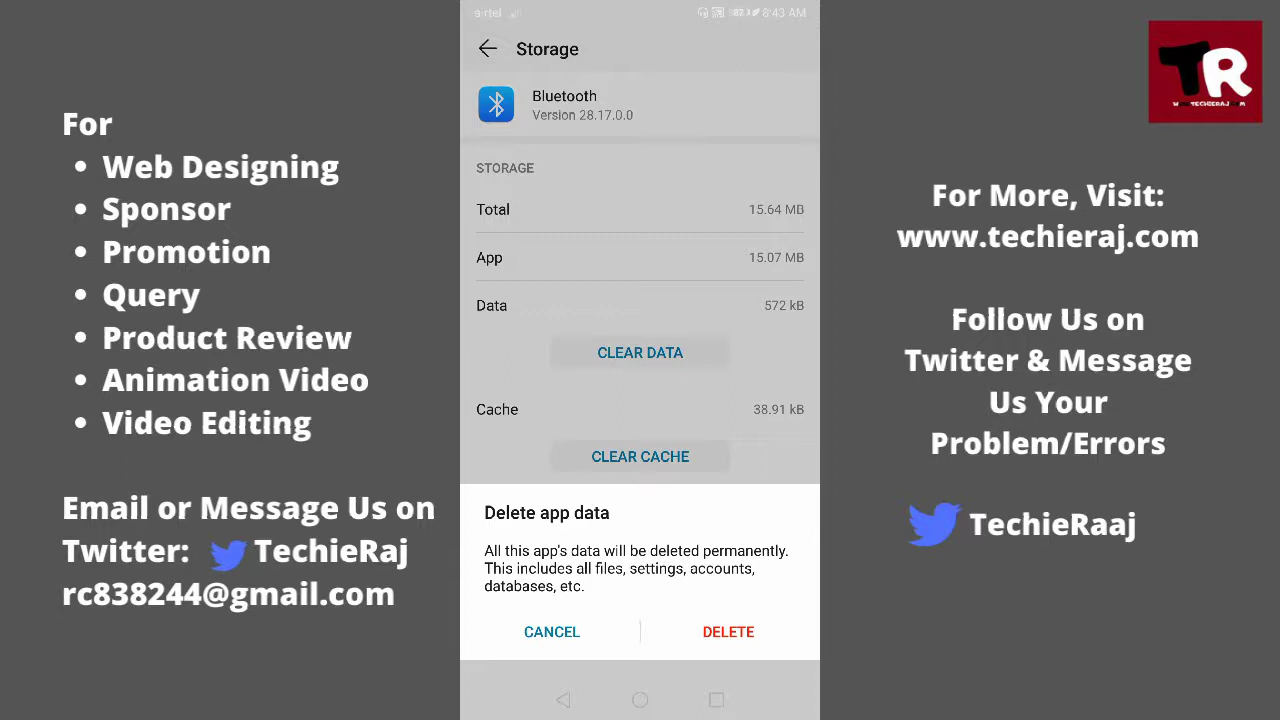 For
• Web Designing
• Sponsor
• Promotion
• Query
• Product Review
• Animation Video
• Video Editing
Email or Message Us on
Twitter: TechieRaj
rc838244@gmail.com
airtel
8:43 AM
Storage
Bluetooth
Version 28.17.0.0
STORAGE
Total 15.64 MB
App 15.07 MB
Data 572 kB
CLEAR DATA
Cache 38.91 kB
CLEAR CACHE
Delete app data
All this app's data will be deleted permanently.
This includes all files, settings, accounts,
databases, etc.
CANCEL DELETE
TR
For More, Visit:
www.techieraj.com
Follow Us on
Twitter & Message
Us Your
Problem/Errors
TechieRaaj